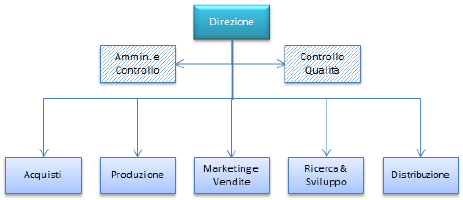 Direzione
Ammin. e
Controllo
Controllo
Qualità
Acquisti
Produzione
Marketing e
Vendite
Ricerca &
Sviluppo
Distribuzione